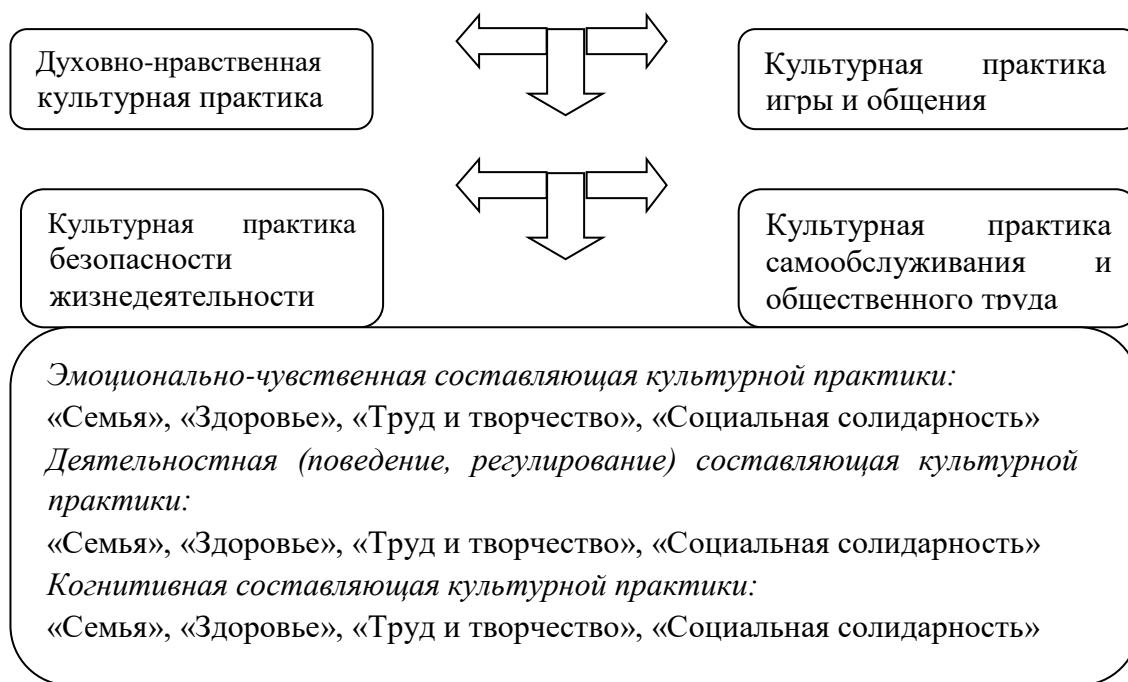 Духовно-нравственная
культурная практика
Культурная практика
игры и общения
Культурная практика
безопасности
жизнедеятельности
Культурная практика
самообслуживания и
общественного труда
Эмоционально-чувственная составляющая культурной практики:
«Семья», «Здоровье», «Труд и творчество», «Социальная солидарность»
Деятельностная (поведение, регулирование) составляющая культурной
практики:
«Семья», «Здоровье», «Труд и творчество», «Социальная солидарность»
Когнитивная составляющая культурной практики:
«Семья», «Здоровье», «Труд и творчество», «Социальная солидарность»